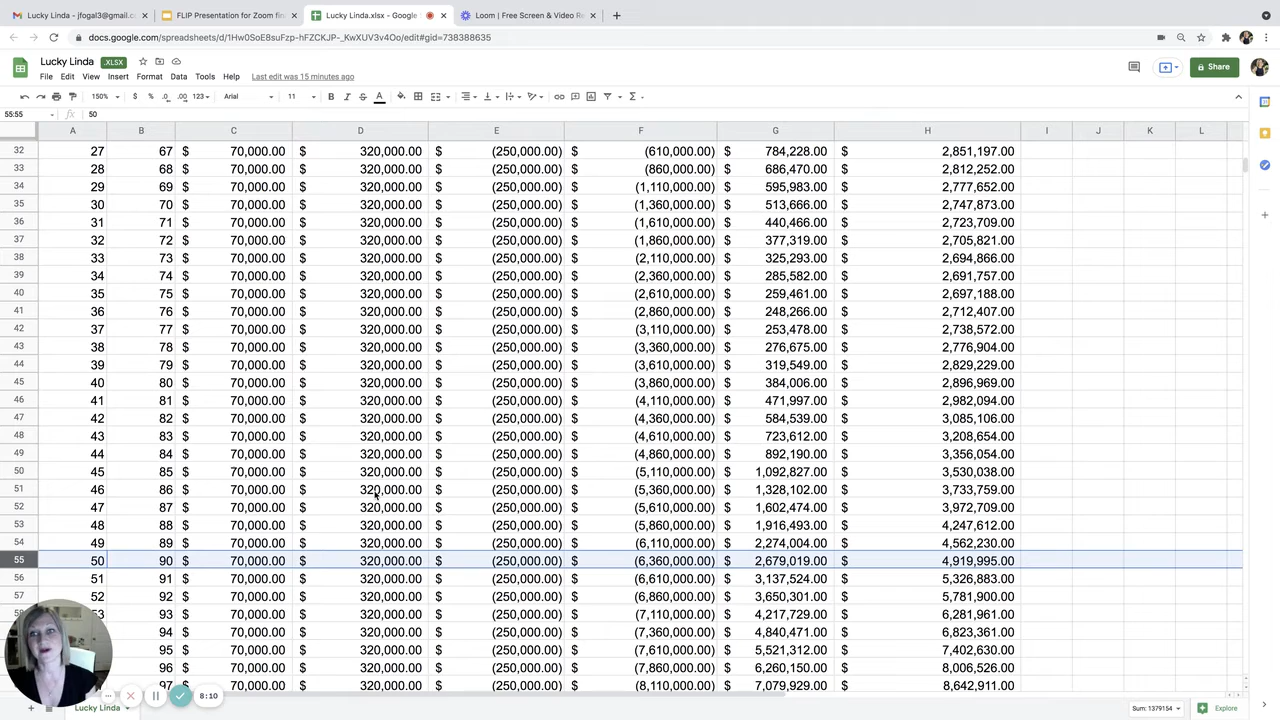 Lucky Linda - jfogal3@gmail.c
FLIP Presentation for Zoom fin
Lucky Linda.xlsx - Google
Loom | Free Screen & Video Re
docs.google.com/spreadsheets/d/1Hw0SoE8suFzp-hFZCKJP-_KwXUV3v4Oo/edit#gid=738388635
Lucky Linda .XLSX
Share
File Edit View Insert Format Data Tools Help Last edit was 15 minutes ago
150% $ % .0 .00 123 Arial 11 B I S A
55:55 fx 50
A B C D E F G H I J K L
32 27 67 $ 70,000.00 $ 320,000.00 $ (250,000.00) $ (610,000.00) $ 784,228.00 $ 2,851,197.00
33 28 68 $ 70,000.00 $ 320,000.00 $ (250,000.00) $ (860,000.00) $ 686,470.00 $ 2,812,252.00
34 29 69 $ 70,000.00 $ 320,000.00 $ (250,000.00) $ (1,110,000.00) $ 595,983.00 $ 2,777,652.00
35 30 70 $ 70,000.00 $ 320,000.00 $ (250,000.00) $ (1,360,000.00) $ 513,666.00 $ 2,747,873.00
36 31 71 $ 70,000.00 $ 320,000.00 $ (250,000.00) $ (1,610,000.00) $ 440,466.00 $ 2,723,709.00
37 32 72 $ 70,000.00 $ 320,000.00 $ (250,000.00) $ (1,860,000.00) $ 377,319.00 $ 2,705,821.00
38 33 73 $ 70,000.00 $ 320,000.00 $ (250,000.00) $ (2,110,000.00) $ 325,293.00 $ 2,694,866.00
39 34 74 $ 70,000.00 $ 320,000.00 $ (250,000.00) $ (2,360,000.00) $ 285,582.00 $ 2,691,757.00
40 35 75 $ 70,000.00 $ 320,000.00 $ (250,000.00) $ (2,610,000.00) $ 259,461.00 $ 2,697,188.00
41 36 76 $ 70,000.00 $ 320,000.00 $ (250,000.00) $ (2,860,000.00) $ 248,266.00 $ 2,712,407.00
42 37 77 $ 70,000.00 $ 320,000.00 $ (250,000.00) $ (3,110,000.00) $ 253,478.00 $ 2,738,572.00
43 38 78 $ 70,000.00 $ 320,000.00 $ (250,000.00) $ (3,360,000.00) $ 276,675.00 $ 2,776,904.00
44 39 79 $ 70,000.00 $ 320,000.00 $ (250,000.00) $ (3,610,000.00) $ 319,549.00 $ 2,829,229.00
45 40 80 $ 70,000.00 $ 320,000.00 $ (250,000.00) $ (3,860,000.00) $ 384,006.00 $ 2,896,969.00
46 41 81 $ 70,000.00 $ 320,000.00 $ (250,000.00) $ (4,110,000.00) $ 471,997.00 $ 2,982,094.00
47 42 82 $ 70,000.00 $ 320,000.00 $ (250,000.00) $ (4,360,000.00) $ 584,539.00 $ 3,085,106.00
48 43 83 $ 70,000.00 $ 320,000.00 $ (250,000.00) $ (4,610,000.00) $ 723,612.00 $ 3,208,654.00
49 44 84 $ 70,000.00 $ 320,000.00 $ (250,000.00) $ (4,860,000.00) $ 892,190.00 $ 3,356,054.00
50 45 85 $ 70,000.00 $ 320,000.00 $ (250,000.00) $ (5,110,000.00) $ 1,092,827.00 $ 3,530,038.00
51 46 86 $ 70,000.00 $ 320,000.00 $ (250,000.00) $ (5,360,000.00) $ 1,328,102.00 $ 3,733,759.00
52 47 87 $ 70,000.00 $ 320,000.00 $ (250,000.00) $ (5,610,000.00) $ 1,602,474.00 $ 3,972,709.00
53 48 88 $ 70,000.00 $ 320,000.00 $ (250,000.00) $ (5,860,000.00) $ 1,916,493.00 $ 4,247,612.00
54 49 89 $ 70,000.00 $ 320,000.00 $ (250,000.00) $ (6,110,000.00) $ 2,274,004.00 $ 4,562,230.00
55 50 90 $ 70,000.00 $ 320,000.00 $ (250,000.00) $ (6,360,000.00) $ 2,679,019.00 $ 4,919,995.00
56 51 91 $ 70,000.00 $ 320,000.00 $ (250,000.00) $ (6,610,000.00) $ 3,137,524.00 $ 5,326,883.00
57 52 92 $ 70,000.00 $ 320,000.00 $ (250,000.00) $ (6,860,000.00) $ 3,650,301.00 $ 5,781,900.00
93 $ 70,000.00 $ 320,000.00 $ (250,000.00) $ (7,110,000.00) $ 4,217,729.00 $ 6,281,961.00
94 $ 70,000.00 $ 320,000.00 $ (250,000.00) $ (7,360,000.00) $ 4,840,471.00 $ 6,823,361.00
95 $ 70,000.00 $ 320,000.00 $ (250,000.00) $ (7,610,000.00) $ 5,521,312.00 $ 7,402,630.00
96 $ 70,000.00 $ 320,000.00 $ (250,000.00) $ (7,860,000.00) $ 6,260,150.00 $ 8,006,526.00
97 $ 70,000.00 $ 320,000.00 $ (250,000.00) $ (8,110,000.00) $ 7,079,929.00 $ 8,642,911.00
8:10
Lucky Linda
Sum: 1379154
Explore